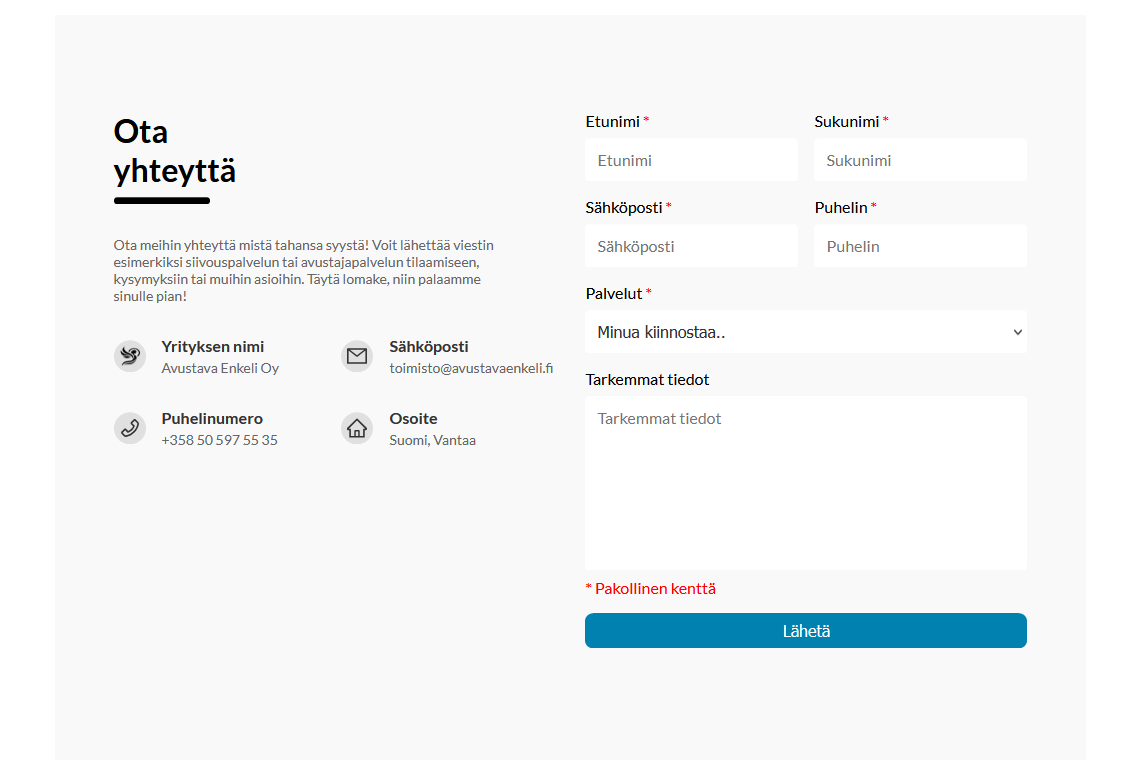 Ota
yhteyttä
Ota meihin yhteyttä mistä tahansa syystä! Voit lähettää viestin
esimerkiksi siivouspalvelun tai avustajapalvelun tilaamiseen,
kysymyksiin tai muihin asioihin. Täytä lomake, niin palaamme
sinulle pian!
Yrityksen nimi
Avustava Enkeli Oy
Sähköposti
toimisto@avustavaenkeli.fi
Puhelinumero
+358 50 597 55 35
Osoite
Suomi, Vantaa
Etunimi *
Etunimi
Sukunimi *
Sukunimi
Sähköposti *
Sähköposti
Puhelin *
Puhelin
Palvelut *
Minua kiinnostaa..
Tarkemmat tiedot
Tarkemmat tiedot
* Pakollinen kenttä
Lähetä